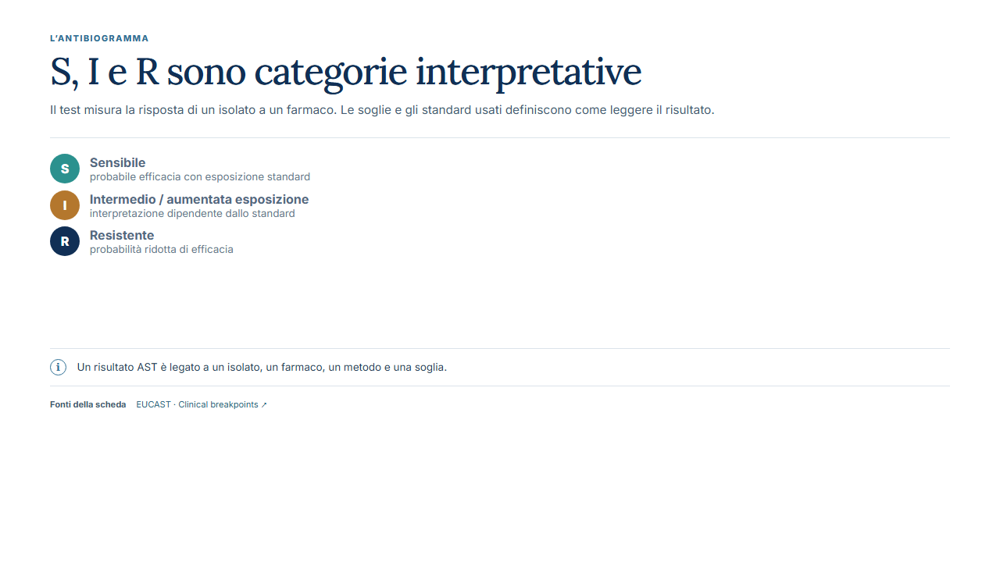 L’ANTIBIOGRAMMA
S, I e R sono categorie interpretative
Il test misura la risposta di un isolato a un farmaco. Le soglie e gli standard usati definiscono come leggere il risultato.
S
Sensibile
probabile efficacia con esposizione standard
I
Intermedio / aumentata esposizione
interpretazione dipendente dallo standard
R
Resistente
probabilità ridotta di efficacia
i Un risultato AST è legato a un isolato, un farmaco, un metodo e una soglia.
Fonti della scheda EUCAST · Clinical breakpoints ↗